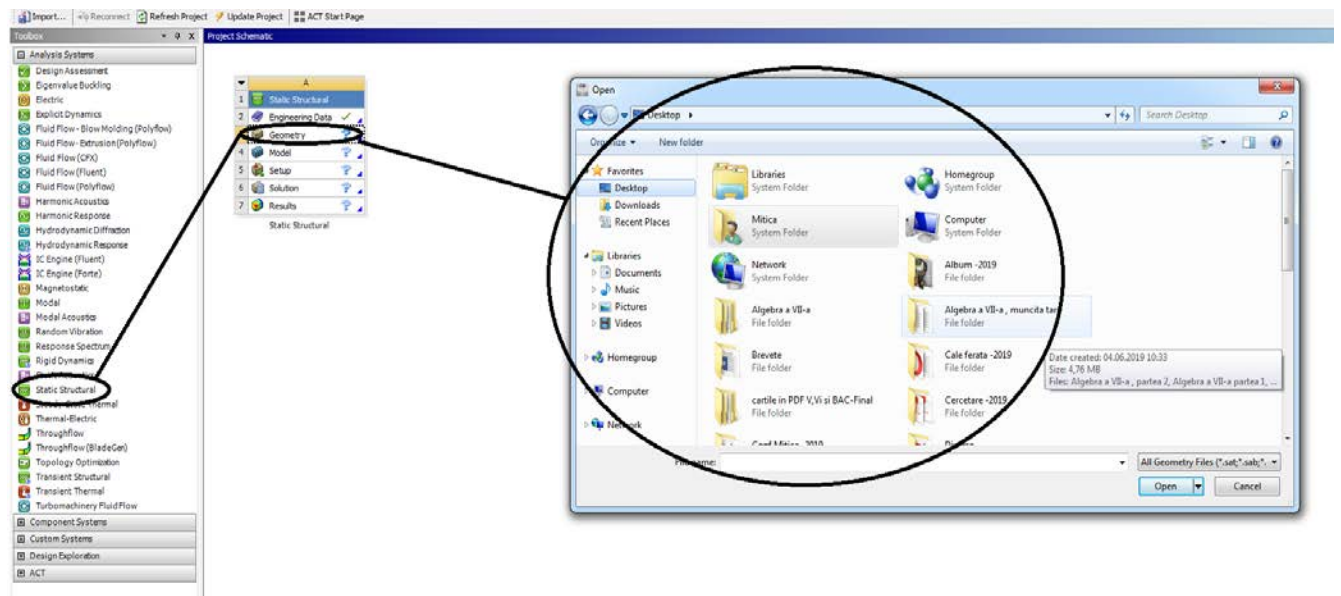 Import... Reconnect Refresh Project Update Project ACT Start Page
Toolbox
Analysis Systems
Design Assessment
Eigenvalue Buckling
Electric
Explicit Dynamics
Fluid Flow - Blow Molding (Polyflow)
Fluid Flow - Extrusion (Polyflow)
Fluid Flow (CFX)
Fluid Flow (Fluent)
Fluid Flow (Polyflow)
Harmonic Acoustics
Harmonic Response
Hydrodynamic Diffraction
Hydrodynamic Response
IC Engine (Fluent)
IC Engine (Forte)
Magnetostatic
Modal
Modal Acoustics
Random Vibration
Response Spectrum
Rigid Dynamics
Static Structural
Thermal
Thermal-Electric
Throughflow
Throughflow (BladeGen)
Topology Optimization
Transient Structural
Transient Thermal
Turbomachinery Fluid Flow
Component Systems
Custom Systems
Design Exploration
ACT
Project Schematic
A
1 Static Structural
2 Engineering Data
Geometry
4 Model
5 Setup
6 Solution
7 Results
Static Structural
Open
Desktop
Search Desktop
Organize New folder
Favorites
Desktop
Downloads
Recent Places
Libraries
Documents
Music
Pictures
Videos
Homegroup
Computer
Network
Libraries
System Folder
Homegroup
System Folder
Mitica
System Folder
Computer
System Folder
Network
System Folder
Album -2019
File folder
Algebra a VII-a
File folder
Algebra a VII-a , muncita tar
File folder
Brevete
File folder
Cale ferata -2019
File folder
cartile in PDF V,Vi si BAC-Final
File folder
Cercetare -2019
File folder
Date created: 04.06.2019 10:33
Size: 4,76 MB
Files: Algebra a VII-a , partea 2, Algebra a VII-a partea 1, ...
name:
All Geometry Files (*.sat;*.sab;*.
Open Cancel